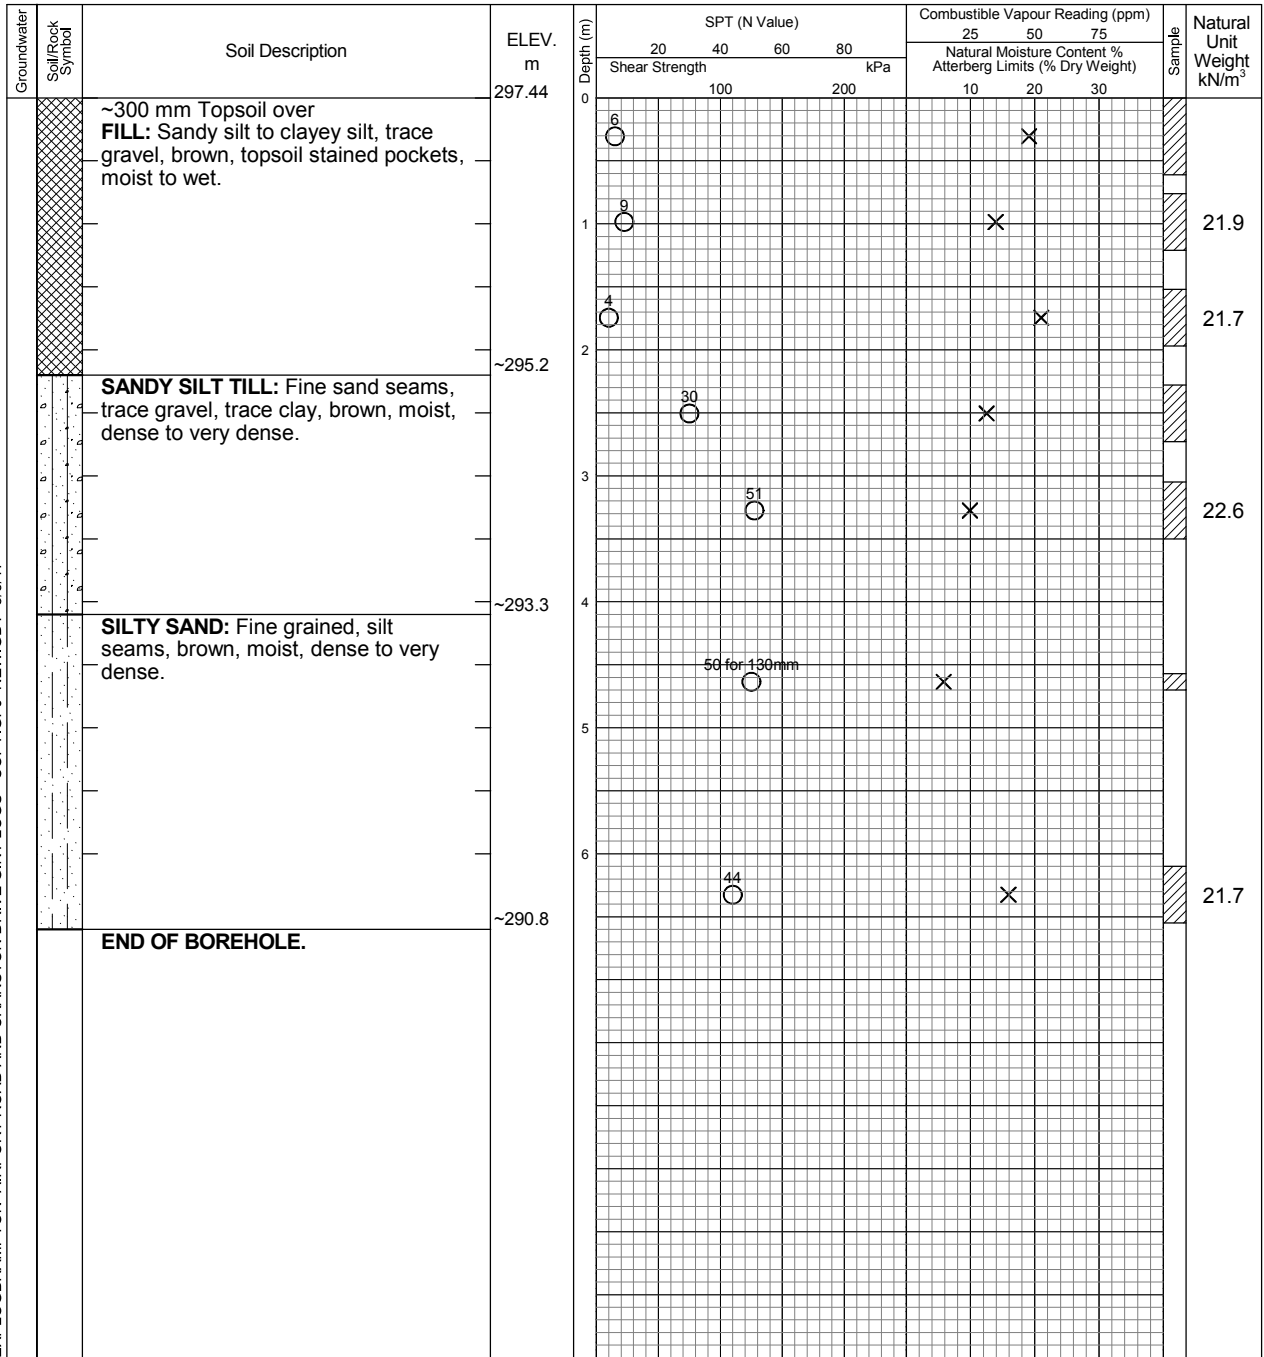 Groundwater
Soil/Rock
Symbol
Soil Description
ELEV.
m
297.44
Depth (m)
SPT (N Value)
20 40 60 80
Shear Strength kPa
100 200
Combustible Vapour Reading (ppm)
25 50 75
Natural Moisture Content %
Atterberg Limits (% Dry Weight)
10 20 30
Sample
Natural
Unit
Weight
kN/m³
0
~300 mm Topsoil over
FILL: Sandy silt to clayey silt, trace
gravel, brown, topsoil stained pockets,
moist to wet.
6
9
1
21.9
4
21.7
2
~295.2
SANDY SILT TILL: Fine sand seams,
trace gravel, trace clay, brown, moist,
dense to very dense.
30
3
51
22.6
4
~293.3
SILTY SAND: Fine grained, silt
seams, brown, moist, dense to very
dense.
50 for 130mm
5
6
44
21.7
~290.8
END OF BOREHOLE.